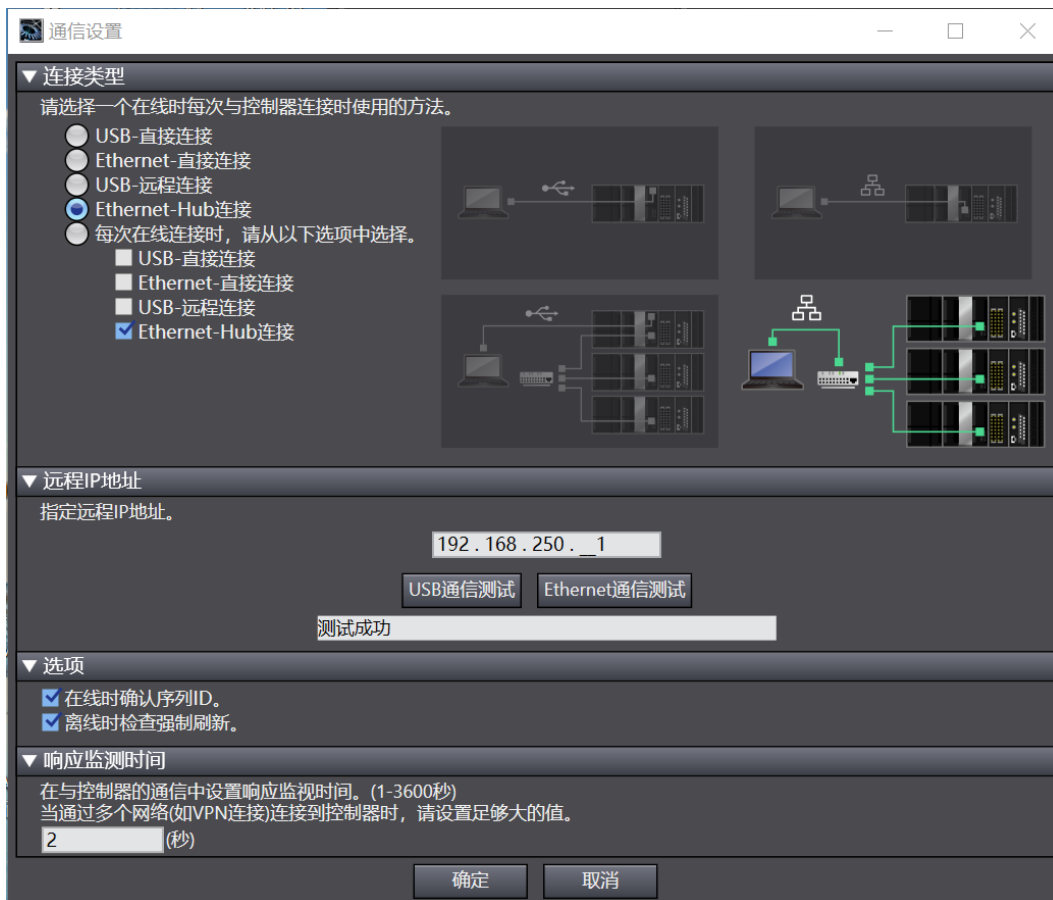 通信设置
▼ 连接类型
请选择一个在线时每次与控制器连接时使用的方法。
USB-直接连接
Ethernet-直接连接
USB-远程连接
Ethernet-Hub连接
每次在线连接时，请从以下选项中选择。
USB-直接连接
Ethernet-直接连接
USB-远程连接
Ethernet-Hub连接
▼ 远程IP地址
指定远程IP地址。
192 . 168 . 250 . __1
USB通信测试 Ethernet通信测试
测试成功
▼ 选项
在线时确认序列ID。
离线时检查强制刷新。
▼ 响应监测时间
在与控制器的通信中设置响应监视时间。(1-3600秒)
当通过多个网络(如VPN连接)连接到控制器时，请设置足够大的值。
2 (秒)
确定 取消